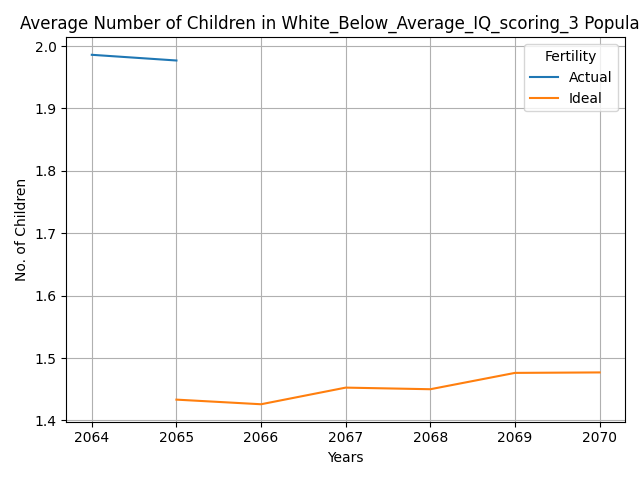 Average Number of Children in White_Below_Average_IQ_scoring_3 Popula
Fertility
Actual
Ideal
No. of Children
2.0
1.9
1.8
1.7
1.6
1.5
1.4
2064 2065 2066 2067 2068 2069 2070
Years